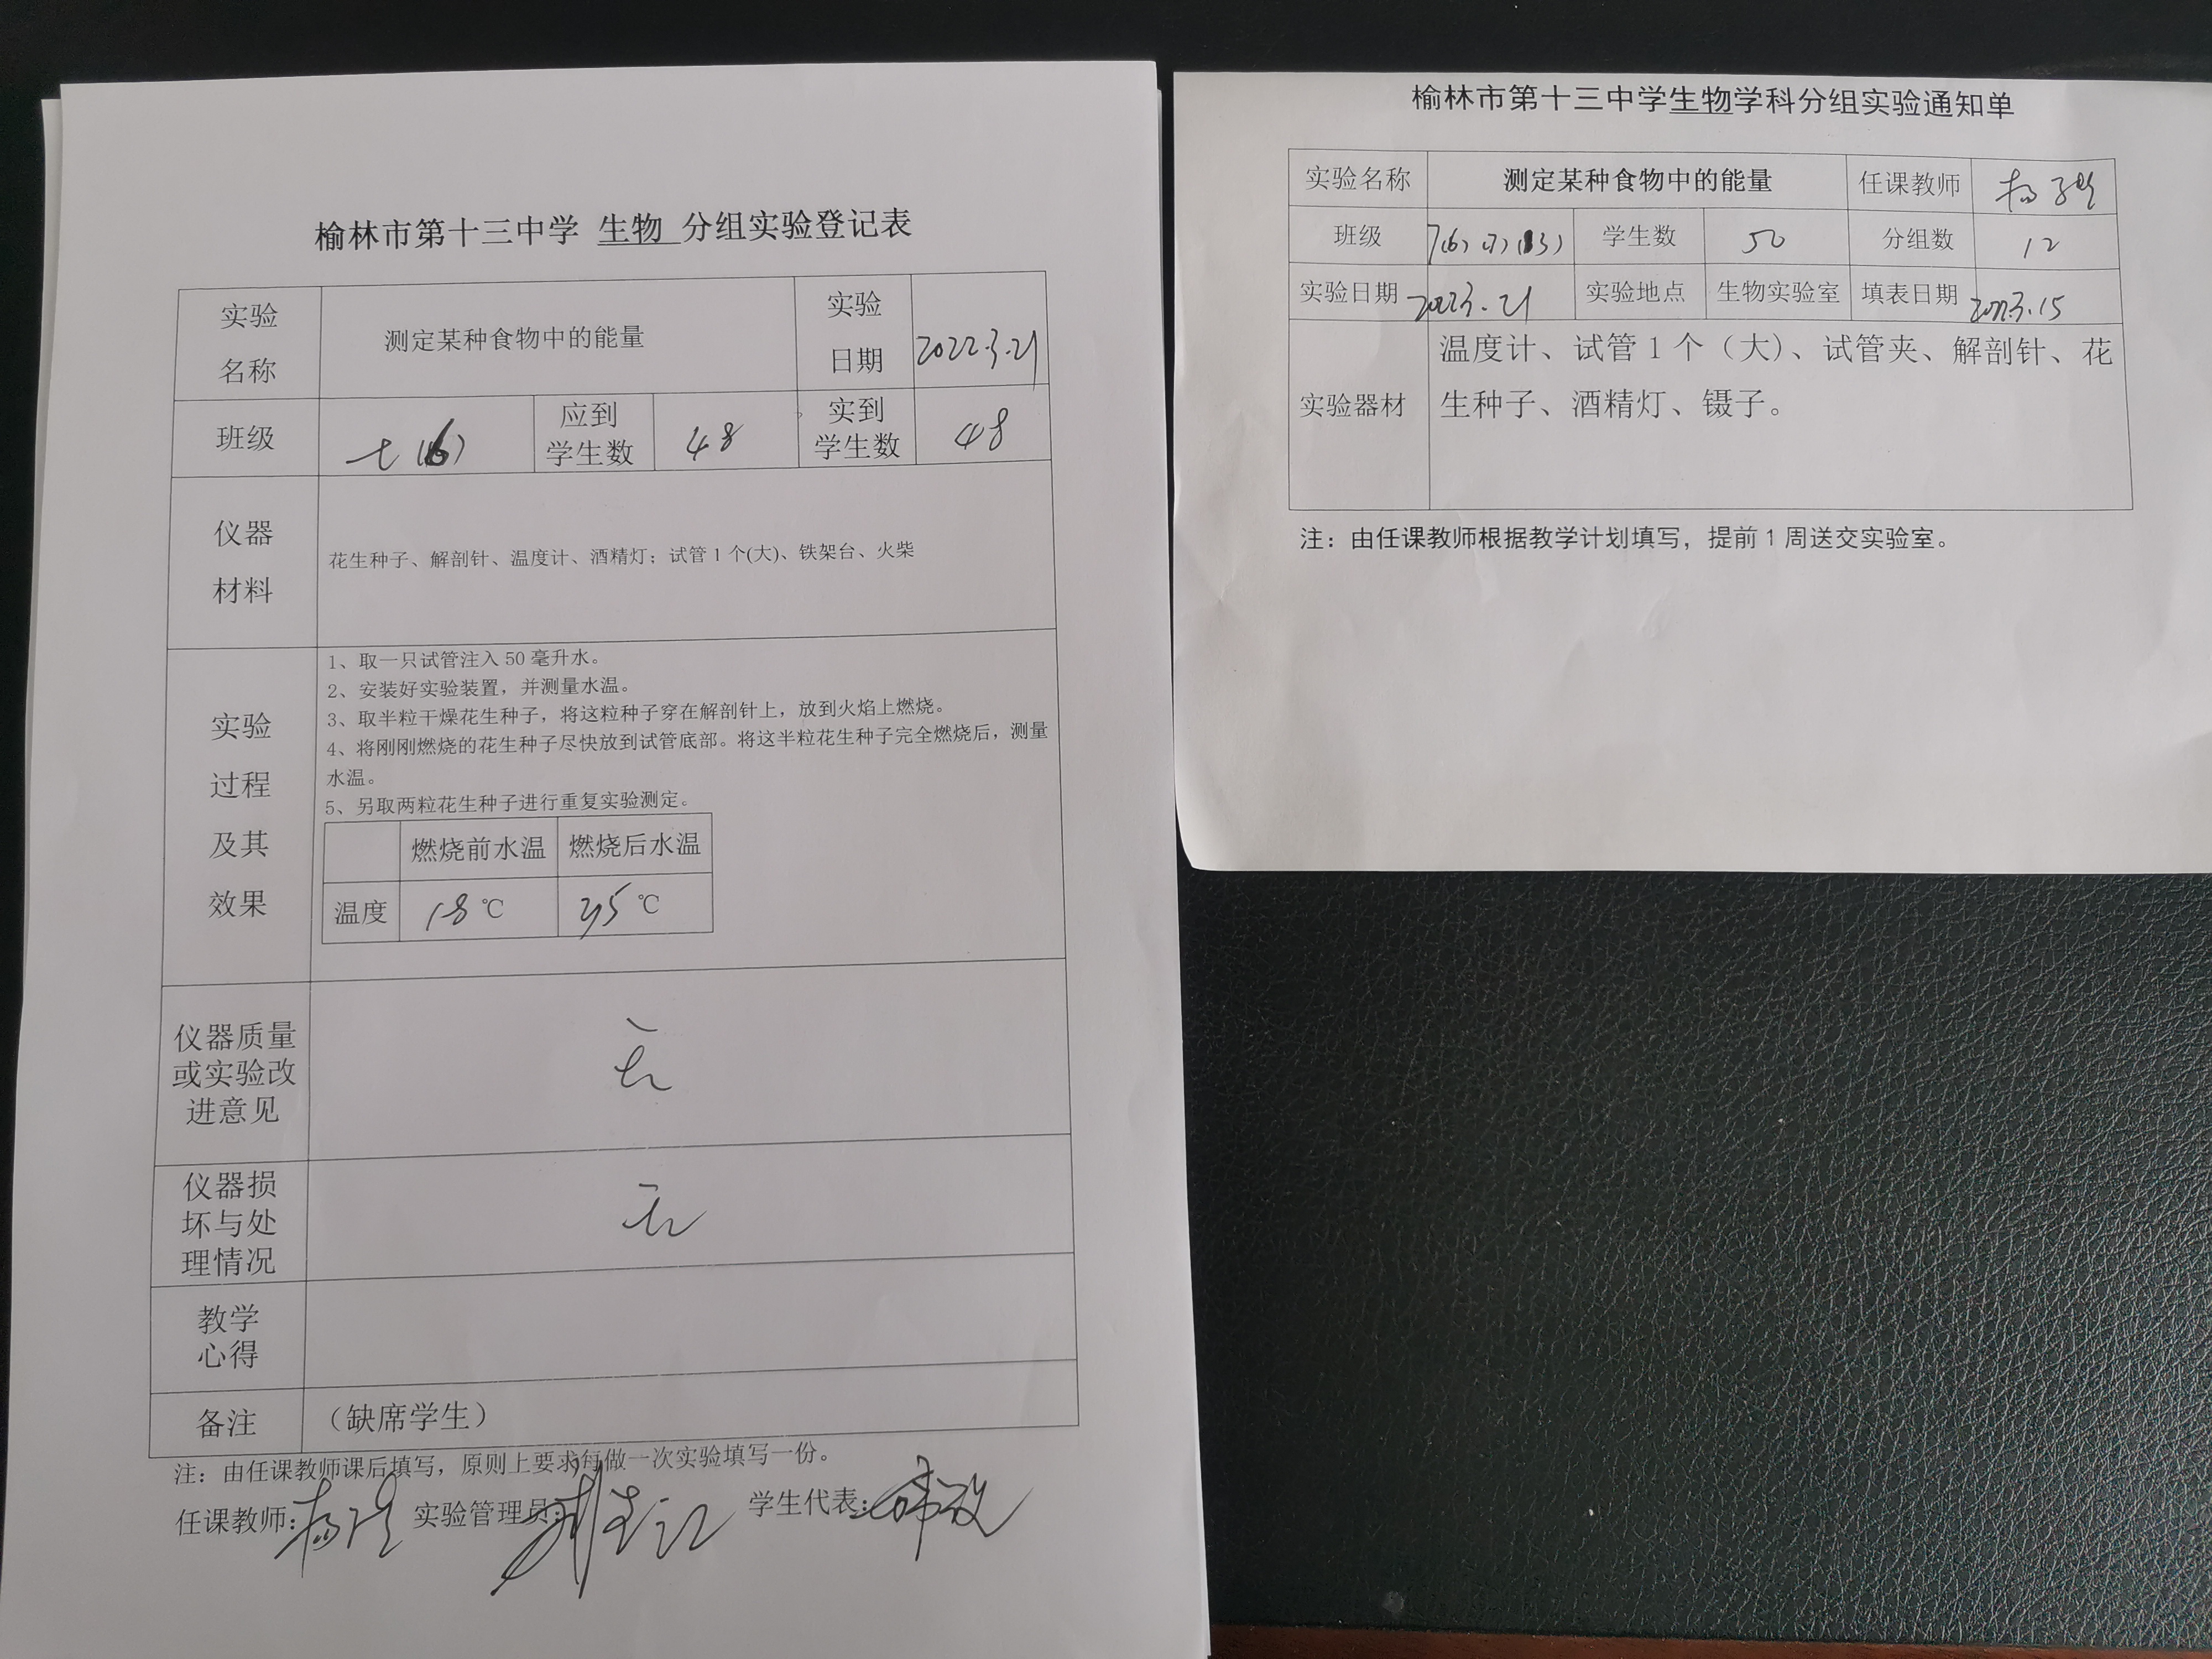 榆林市第十三中学 生物 分组实验登记表
实验名称 测定某种食物中的能量 实验日期 2022.3.21
班级 七(6) 应到学生数 48 实到学生数 48
仪器材料 花生种子、解剖针、温度计、酒精灯；试管1个(大)、铁架台、火柴
实验过程及其效果
1、取一只试管注入50毫升水。
2、安装好实验装置，并测量水温。
3、取半粒干燥花生种子，将这粒种子穿在解剖针上，放到火焰上燃烧。
4、将刚刚燃烧的花生种子尽快放到试管底部。将这半粒花生种子完全燃烧后，测量
水温。
5、另取两粒花生种子进行重复实验测定。
燃烧前水温 燃烧后水温
温度 18℃ ℃
仪器质量或实验改进意见 无
仪器损坏与处理情况 无
教学心得
备注 （缺席学生）
注：由任课教师课后填写，原则上要求每做一次实验填写一份。
任课教师: 实验管理员: 学生代表:
榆林市第十三中学生物学科分组实验通知单
实验名称 测定某种食物中的能量 任课教师
班级 7(6) (7) 学生数 50 分组数 12
实验日期 实验地点 生物实验室 填表日期
实验器材 温度计、试管1个（大）、试管夹、解剖针、花
生种子、酒精灯、镊子。
注：由任课教师根据教学计划填写，提前1周送交实验室。